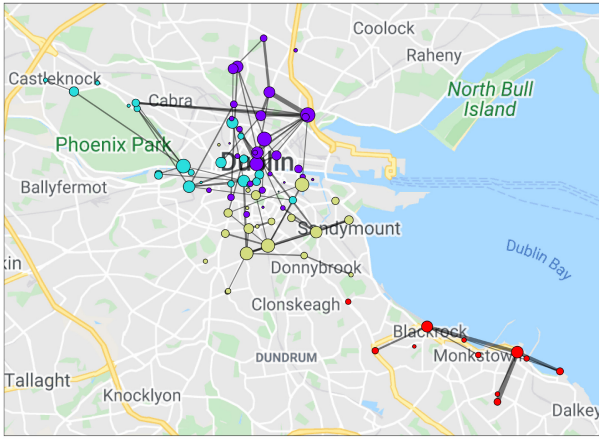 Coolock
Raheny
Castleknock
North Bull
Island
Cabra
Phoenix Park
Dublin
Ballyfermot
Sandymount
Dublin Bay
kin
Donnybrook
Clonskeagh
Blackrock
DUNDRUM
Monkstown
Tallaght
Knocklyon
Dalkey